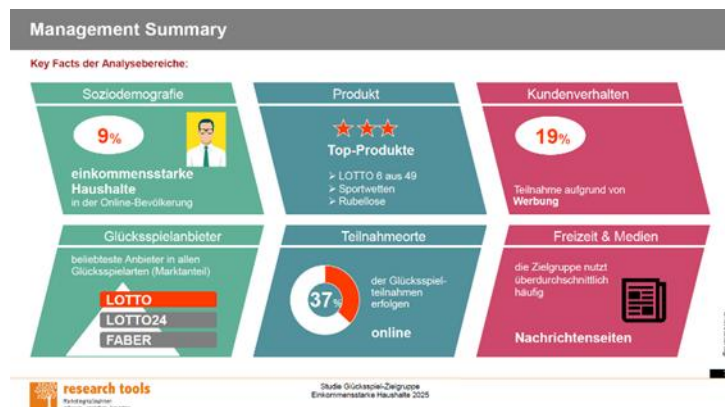 Management Summary
Key Facts der Analysebereiche:
Soziodemografie
9%
einkommensstarke
Haushalte
in der Online-Bevölkerung
Produkt
Top-Produkte
➢ LOTTO 6 aus 49
➢ Sportwetten
➢ Rubellose
Kundenverhalten
19%
Teilnahme aufgrund von
Werbung
Glücksspielanbieter
beliebteste Anbieter in allen
Glücksspielarten (Marktanteil)
LOTTO
LOTTO24
FABER
Teilnahmeorte
37%
der Glücksspiel-
teilnahmen
erfolgen
online
Freizeit & Medien
die Zielgruppe nutzt
überdurchschnittlich
häufig
Nachrichtenseiten
research tools
Studie Glücksspiel-Zielgruppe
Einkommensstarke Haushalte 2025